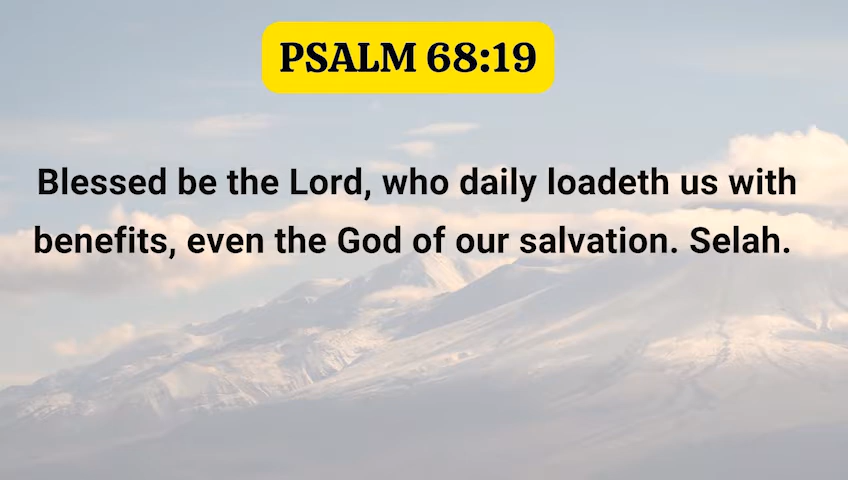 PSALM 68:19
Blessed be the Lord, who daily loadeth us with
benefits, even the God of our salvation. Selah.